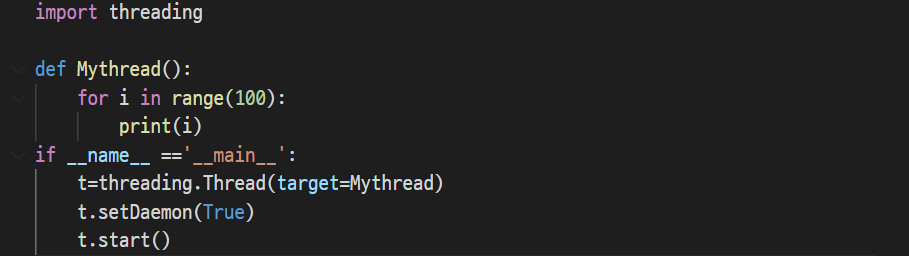 import threading
def Mythread():
for i in range(100):
print(i)
if __name__ =='__main__':
t=threading.Thread(target=Mythread)
t.setDaemon(True)
t.start()